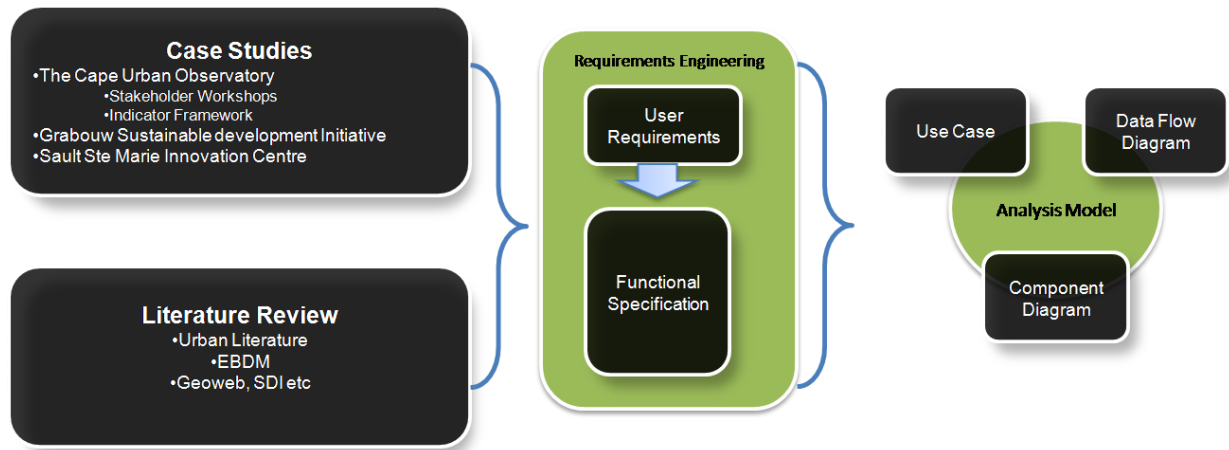 Case Studies
•The Cape Urban Observatory
•Stakeholder Workshops
•Indicator Framework
•Grabouw Sustainable development Initiative
•Sault Ste Marie Innovation Centre
Literature Review
•Urban Literature
•EBDM
•Geoweb, SDI etc
Requirements Engineering
User
Requirements
Functional
Specification
Use Case
Data Flow
Diagram
Analysis Model
Component
Diagram